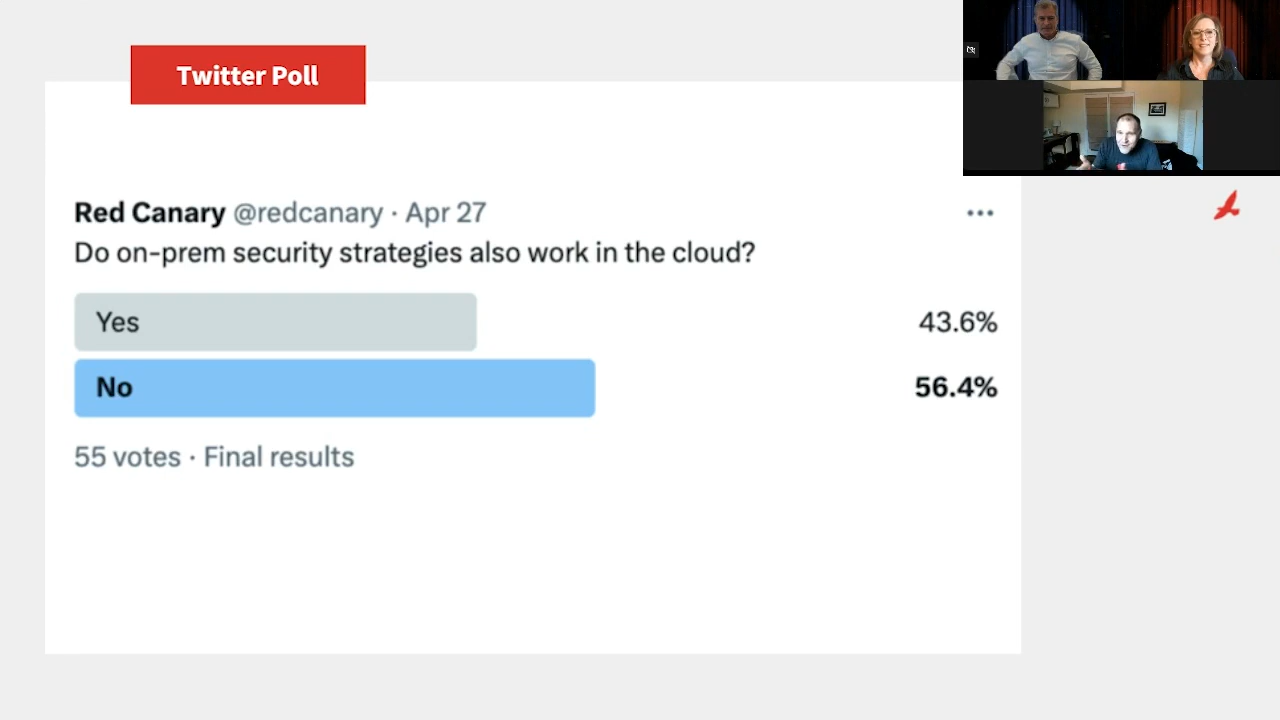 Twitter Poll
Red Canary @redcanary · Apr 27
Do on-prem security strategies also work in the cloud?
Yes 43.6%
No 56.4%
55 votes · Final results